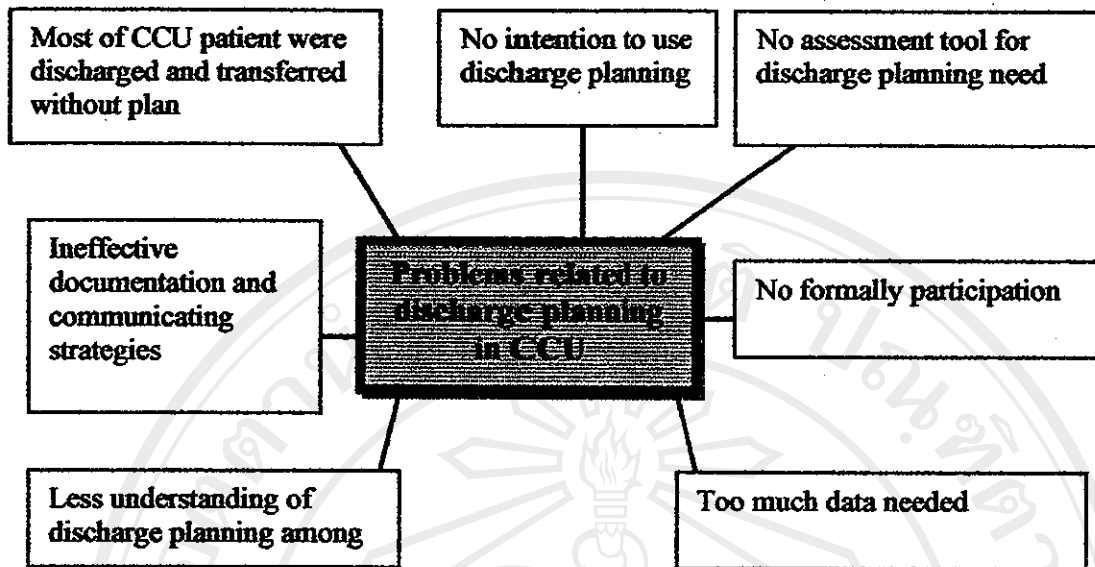 Most of CCU patient were
discharged and transferred
without plan
No intention to use
discharge planning
No assessment tool for
discharge planning need
Ineffective
documentation and
communicating
strategies
Problems related to
discharge planning
in CCU
No formally participation
Less understanding of
discharge planning among
Too much data needed